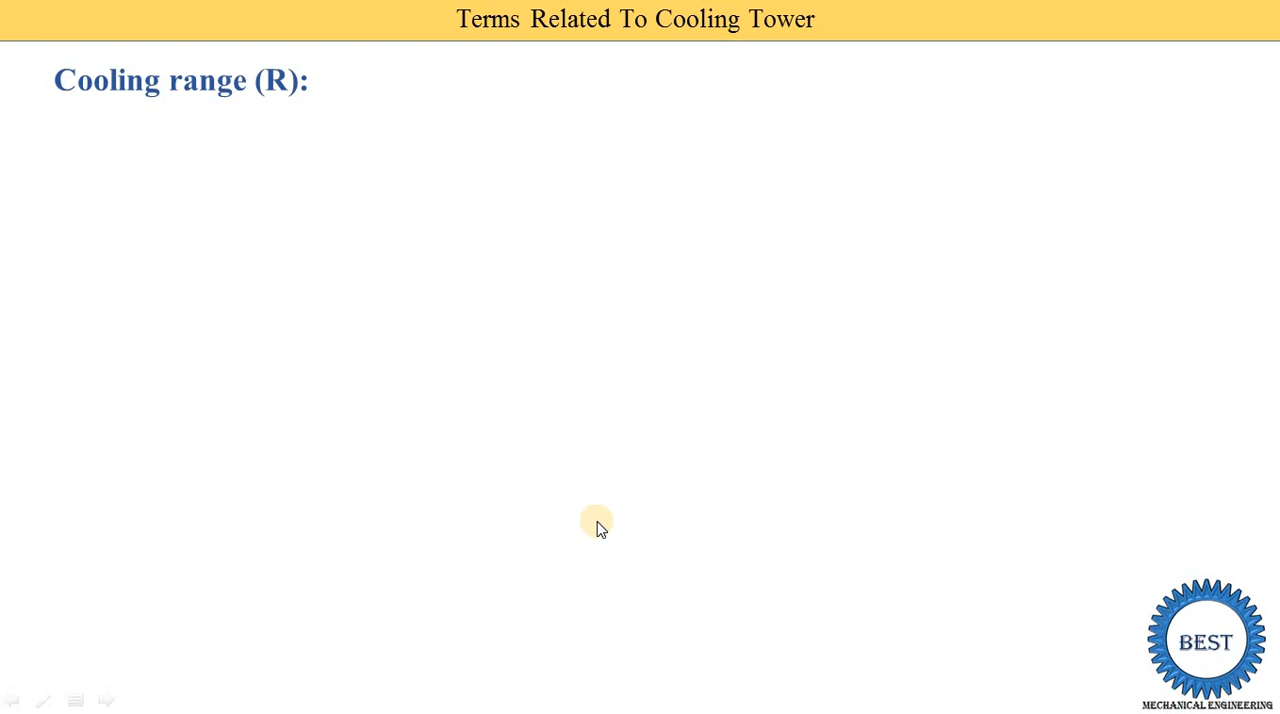 Terms Related To Cooling Tower
Cooling range (R):
BEST
MECHANICAL ENGINEERING